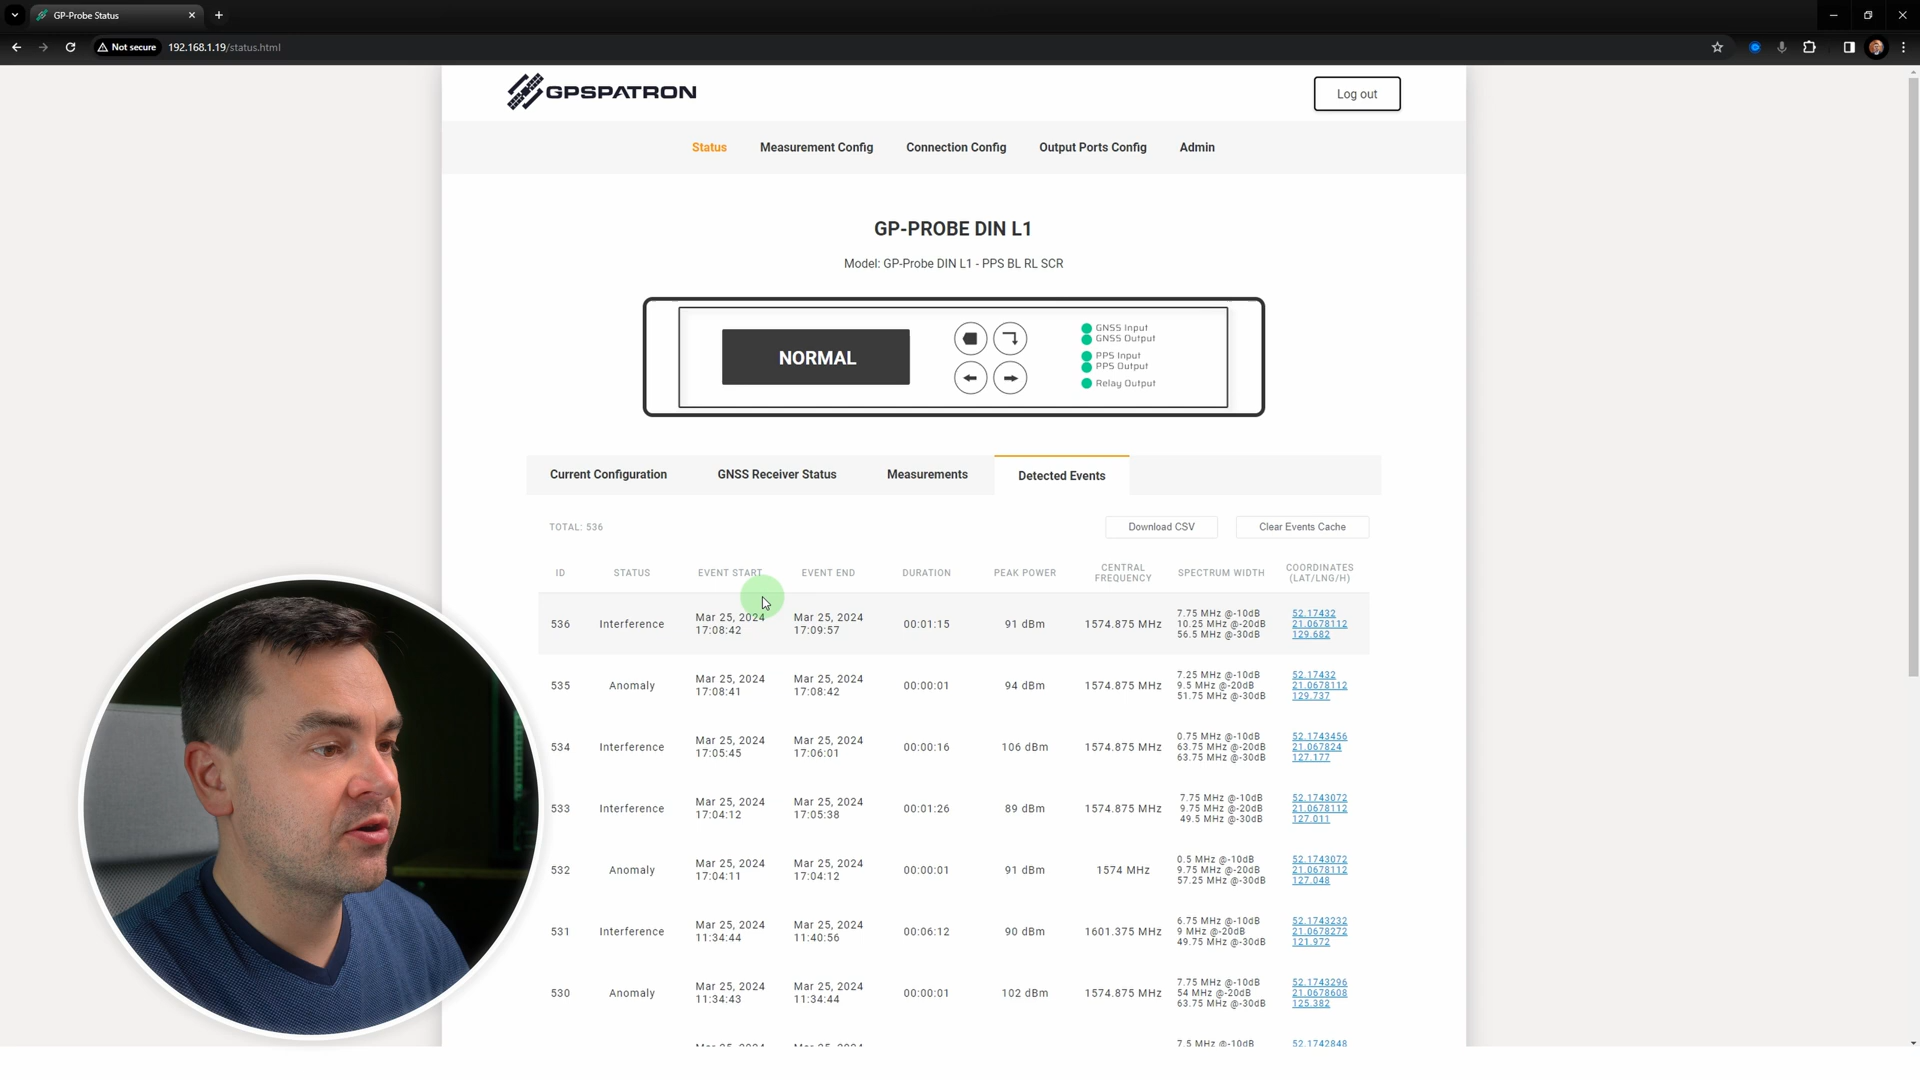 GP-Probe Status
Not secure
192.168.1.19/status.html
GPSPATRON
Log out
Status
Measurement Config
Connection Config
Output Ports Config
Admin
GP-PROBE DIN L1
Model: GP-Probe DIN L1 - PPS BL RL SCR
NORMAL
GNSS Input
GNSS Output
PPS Input
PPS Output
Relay Output
Current Configuration
GNSS Receiver Status
Measurements
Detected Events
TOTAL: 536
Download CSV
Clear Events Cache
ID
STATUS
EVENT START
EVENT END
DURATION
PEAK POWER
CENTRAL
FREQUENCY
SPECTRUM WIDTH
COORDINATES
(LAT/LNG/H)
536
Interference
Mar 25, 2024
17:08:42
Mar 25, 2024
17:09:57
00:01:15
91 dBm
1574.875 MHz
7.75 MHz @-10dB
10.25 MHz @-20dB
56.5 MHz @-30dB
52.17432
21.0678112
129.682
535
Anomaly
Mar 25, 2024
17:08:41
Mar 25, 2024
17:08:42
00:00:01
94 dBm
1574.875 MHz
7.25 MHz @-10dB
9.5 MHz @-20dB
51.75 MHz @-30dB
52.17432
21.0678112
129.737
534
Interference
Mar 25, 2024
17:05:45
Mar 25, 2024
17:06:01
00:00:16
106 dBm
1574.875 MHz
0.75 MHz @-10dB
63.75 MHz @-20dB
63.75 MHz @-30dB
52.1743456
21.067824
127.177
533
Interference
Mar 25, 2024
17:04:12
Mar 25, 2024
17:05:38
00:01:26
89 dBm
1574.875 MHz
7.75 MHz @-10dB
9.75 MHz @-20dB
49.5 MHz @-30dB
52.1743072
21.0678112
127.011
532
Anomaly
Mar 25, 2024
17:04:11
Mar 25, 2024
17:04:12
00:00:01
91 dBm
1574 MHz
0.5 MHz @-10dB
9.75 MHz @-20dB
57.25 MHz @-30dB
52.1743072
21.0678112
127.048
531
Interference
Mar 25, 2024
11:34:44
Mar 25, 2024
11:40:56
00:06:12
90 dBm
1601.375 MHz
6.75 MHz @-10dB
9 MHz @-20dB
49.75 MHz @-30dB
52.1743232
21.0678272
121.972
530
Anomaly
Mar 25, 2024
11:34:43
Mar 25, 2024
11:34:44
00:00:01
102 dBm
1574.875 MHz
7.75 MHz @-10dB
54 MHz @-20dB
63.75 MHz @-30dB
52.1743296
21.0678608
125.382
Mar 25, 2024
Mar 25, 2024
7.5 MHz @-10dB
52.1742848